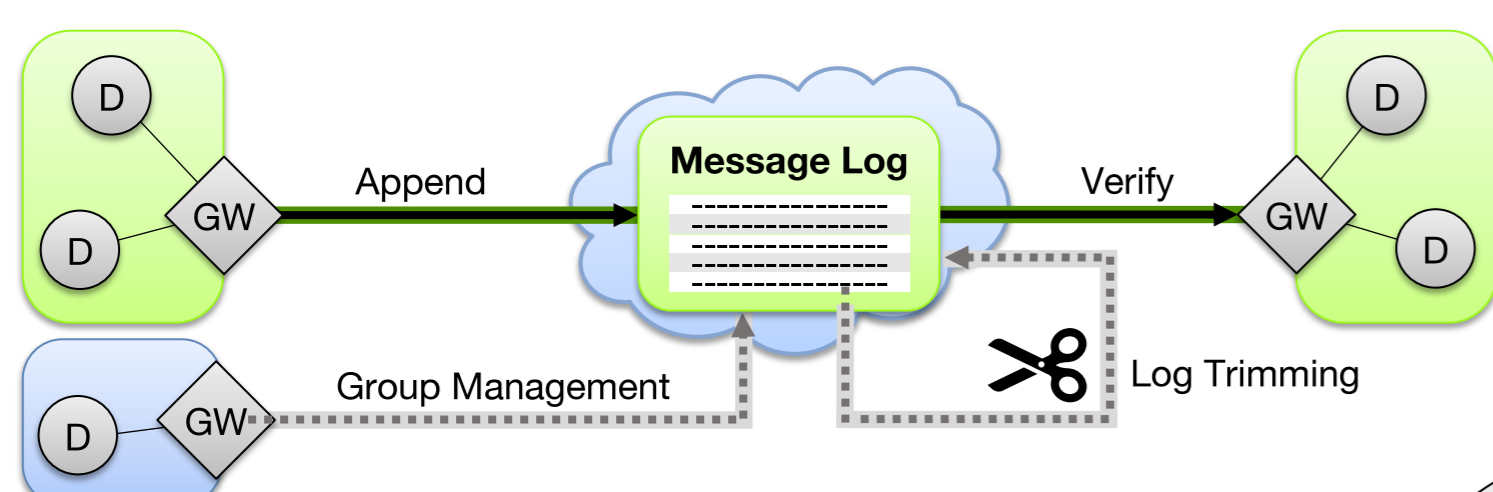 D
D
Append
Message Log
Verify
GW
GW
D
D
Group Management
Log Trimming
D
GW